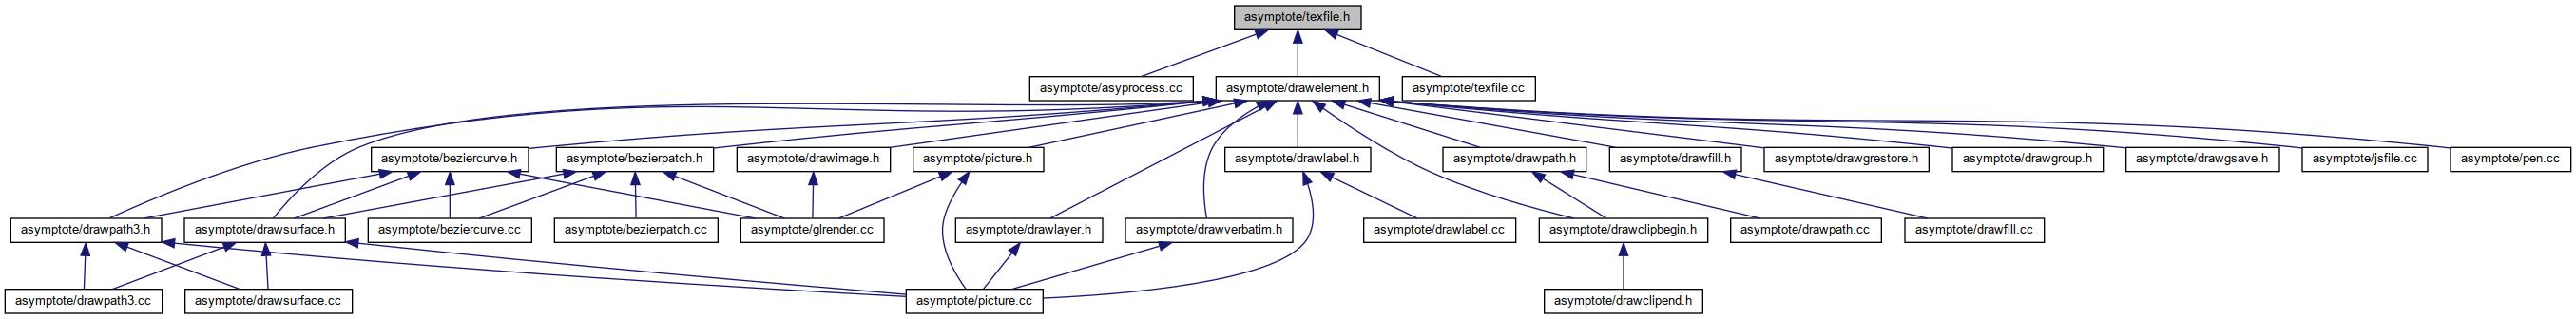 asymptote/texfile.h
asymptote/asyprocess.cc
asymptote/drawelement.h
asymptote/texfile.cc
asymptote/beziercurve.h
asymptote/bezierpatch.h
asymptote/drawimage.h
asymptote/picture.h
asymptote/drawlabel.h
asymptote/drawpath.h
asymptote/drawfill.h
asymptote/drawgrestore.h
asymptote/drawgroup.h
asymptote/drawgsave.h
asymptote/jsfile.cc
asymptote/pen.cc
asymptote/drawpath3.h
asymptote/drawsurface.h
asymptote/beziercurve.cc
asymptote/bezierpatch.cc
asymptote/glrender.cc
asymptote/drawlayer.h
asymptote/drawverbatim.h
asymptote/drawlabel.cc
asymptote/drawclipbegin.h
asymptote/drawpath.cc
asymptote/drawfill.cc
asymptote/drawpath3.cc
asymptote/drawsurface.cc
asymptote/picture.cc
asymptote/drawclipend.h